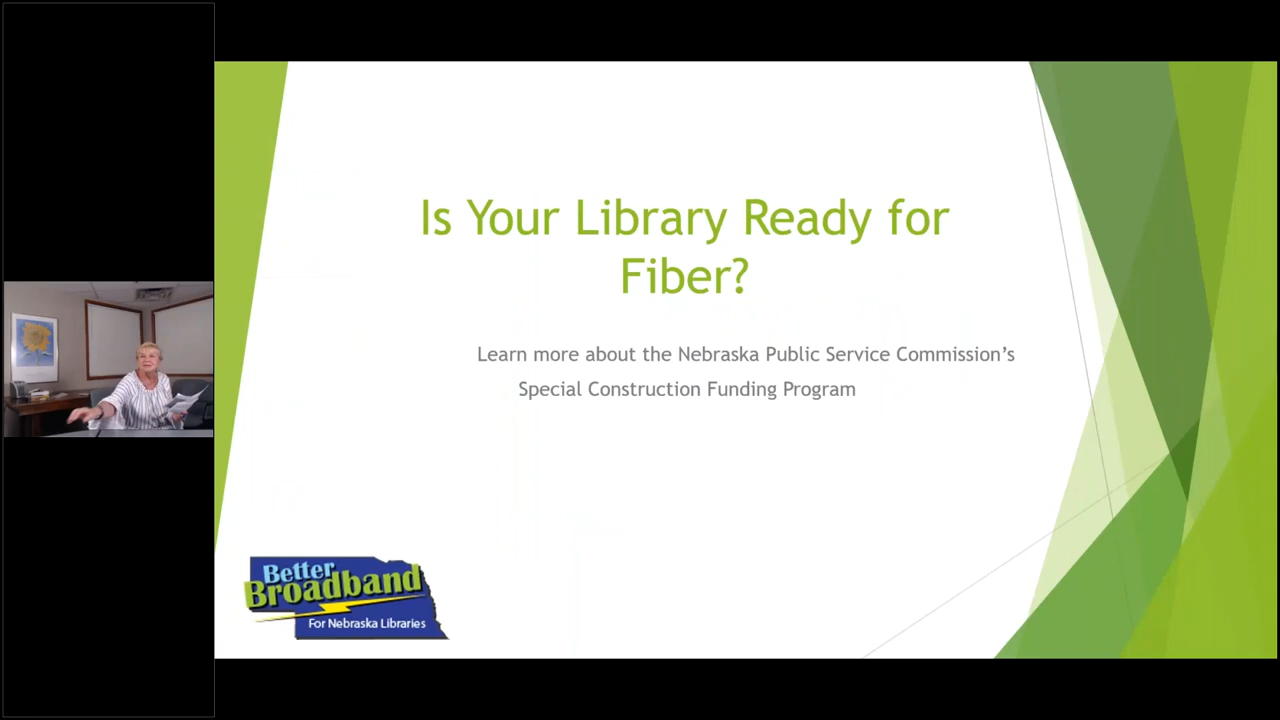 Is Your Library Ready for
Fiber?
Learn more about the Nebraska Public Service Commission’s
Special Construction Funding Program
Better
Broadband
For Nebraska Libraries